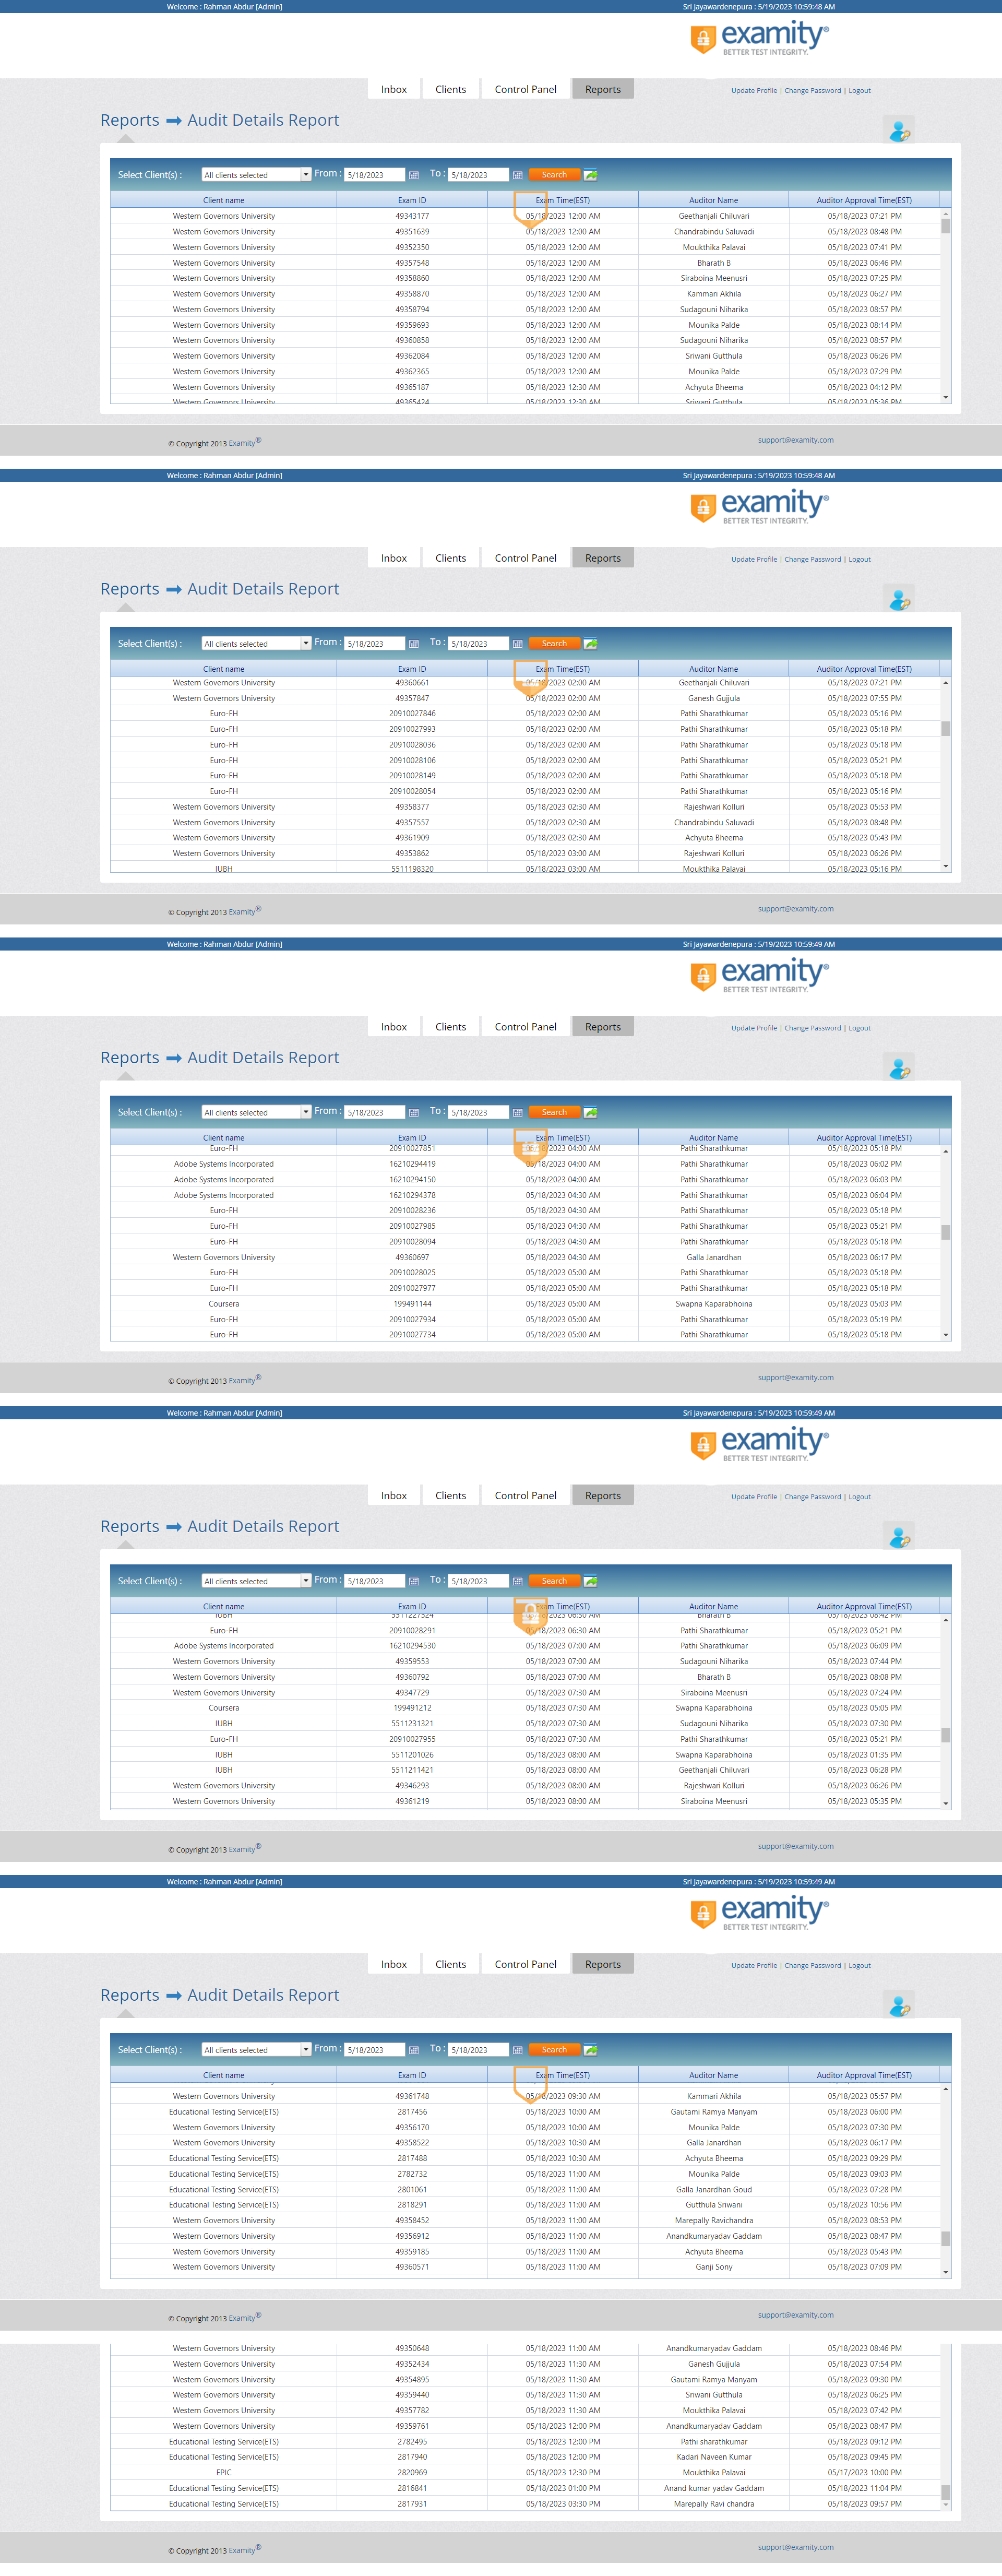 Welcome : Rahman Abdur [Admin] Sri Jayawardenepura : 5/19/2023 10:59:48 AM
examity®
BETTER TEST INTEGRITY.
Inbox Clients Control Panel Reports Update Profile | Change Password | Logout
Reports ➡ Audit Details Report
Select Client(s) : All clients selected From : 5/18/2023 To : 5/18/2023 Search
Client name Exam ID Exam Time(EST) Auditor Name Auditor Approval Time(EST)
Western Governors University 49343177 05/18/2023 12:00 AM Geethanjali Chiluvari 05/18/2023 07:21 PM
Western Governors University 49351639 05/18/2023 12:00 AM Chandrabindu Saluvadi 05/18/2023 08:48 PM
Western Governors University 49352350 05/18/2023 12:00 AM Moukthika Palavai 05/18/2023 07:41 PM
Western Governors University 49357548 05/18/2023 12:00 AM Bharath B 05/18/2023 06:46 PM
Western Governors University 49358860 05/18/2023 12:00 AM Siraboina Meenusri 05/18/2023 07:25 PM
Western Governors University 49358870 05/18/2023 12:00 AM Kammari Akhila 05/18/2023 06:27 PM
Western Governors University 49358794 05/18/2023 12:00 AM Sudagouni Niharika 05/18/2023 08:57 PM
Western Governors University 49359693 05/18/2023 12:00 AM Mounika Palde 05/18/2023 08:14 PM
Western Governors University 49360858 05/18/2023 12:00 AM Sudagouni Niharika 05/18/2023 08:57 PM
Western Governors University 49362084 05/18/2023 12:00 AM Sriwani Gutthula 05/18/2023 06:26 PM
Western Governors University 49362365 05/18/2023 12:00 AM Mounika Palde 05/18/2023 07:29 PM
Western Governors University 49365187 05/18/2023 12:30 AM Achyuta Bheema 05/18/2023 04:12 PM
Western Governors University 49365424 05/18/2023 12:30 AM Sriwani Gutthula 05/18/2023 05:36 PM
© Copyright 2013 Examity® support@examity.com
Welcome : Rahman Abdur [Admin] Sri Jayawardenepura : 5/19/2023 10:59:48 AM
examity®
BETTER TEST INTEGRITY.
Inbox Clients Control Panel Reports Update Profile | Change Password | Logout
Reports ➡ Audit Details Report
Select Client(s) : All clients selected From : 5/18/2023 To : 5/18/2023 Search
Client name Exam ID Exam Time(EST) Auditor Name Auditor Approval Time(EST)
Western Governors University 49360661 05/18/2023 02:00 AM Geethanjali Chiluvari 05/18/2023 07:21 PM
Western Governors University 49357847 05/18/2023 02:00 AM Ganesh Gujjula 05/18/2023 07:55 PM
Euro-FH 20910027846 05/18/2023 02:00 AM Pathi Sharathkumar 05/18/2023 05:16 PM
Euro-FH 20910027993 05/18/2023 02:00 AM Pathi Sharathkumar 05/18/2023 05:18 PM
Euro-FH 20910028036 05/18/2023 02:00 AM Pathi Sharathkumar 05/18/2023 05:18 PM
Euro-FH 20910028106 05/18/2023 02:00 AM Pathi Sharathkumar 05/18/2023 05:21 PM
Euro-FH 20910028149 05/18/2023 02:00 AM Pathi Sharathkumar 05/18/2023 05:18 PM
Euro-FH 20910028054 05/18/2023 02:00 AM Pathi Sharathkumar 05/18/2023 05:16 PM
Western Governors University 49358377 05/18/2023 02:30 AM Rajeshwari Kolluri 05/18/2023 05:53 PM
Western Governors University 49357557 05/18/2023 02:30 AM Chandrabindu Saluvadi 05/18/2023 08:48 PM
Western Governors University 49361909 05/18/2023 02:30 AM Achyuta Bheema 05/18/2023 05:43 PM
Western Governors University 49353862 05/18/2023 03:00 AM Rajeshwari Kolluri 05/18/2023 06:26 PM
IUBH 5511198320 05/18/2023 03:00 AM Moukthika Palavai 05/18/2023 05:16 PM
© Copyright 2013 Examity® support@examity.com
Welcome : Rahman Abdur [Admin] Sri Jayawardenepura : 5/19/2023 10:59:49 AM
examity®
BETTER TEST INTEGRITY.
Inbox Clients Control Panel Reports Update Profile | Change Password | Logout
Reports ➡ Audit Details Report
Select Client(s) : All clients selected From : 5/18/2023 To : 5/18/2023 Search
Client name Exam ID Exam Time(EST) Auditor Name Auditor Approval Time(EST)
Euro-FH 20910027851 05/18/2023 04:00 AM Pathi Sharathkumar 05/18/2023 05:18 PM
Adobe Systems Incorporated 16210294419 05/18/2023 04:00 AM Pathi Sharathkumar 05/18/2023 06:02 PM
Adobe Systems Incorporated 16210294150 05/18/2023 04:00 AM Pathi Sharathkumar 05/18/2023 06:03 PM
Adobe Systems Incorporated 16210294378 05/18/2023 04:30 AM Pathi Sharathkumar 05/18/2023 06:04 PM
Euro-FH 20910028236 05/18/2023 04:30 AM Pathi Sharathkumar 05/18/2023 05:18 PM
Euro-FH 20910027985 05/18/2023 04:30 AM Pathi Sharathkumar 05/18/2023 05:21 PM
Euro-FH 20910028094 05/18/2023 04:30 AM Pathi Sharathkumar 05/18/2023 05:18 PM
Western Governors University 49360697 05/18/2023 04:30 AM Galla Janardhan 05/18/2023 06:17 PM
Euro-FH 20910028025 05/18/2023 05:00 AM Pathi Sharathkumar 05/18/2023 05:18 PM
Euro-FH 20910027977 05/18/2023 05:00 AM Pathi Sharathkumar 05/18/2023 05:18 PM
Coursera 199491144 05/18/2023 05:00 AM Swapna Kaparabhoina 05/18/2023 05:03 PM
Euro-FH 20910027934 05/18/2023 05:00 AM Pathi Sharathkumar 05/18/2023 05:19 PM
Euro-FH 20910027734 05/18/2023 05:00 AM Pathi Sharathkumar 05/18/2023 05:18 PM
© Copyright 2013 Examity® support@examity.com
Welcome : Rahman Abdur [Admin] Sri Jayawardenepura : 5/19/2023 10:59:49 AM
examity®
BETTER TEST INTEGRITY.
Inbox Clients Control Panel Reports Update Profile | Change Password | Logout
Reports ➡ Audit Details Report
Select Client(s) : All clients selected From : 5/18/2023 To : 5/18/2023 Search
Client name Exam ID Exam Time(EST) Auditor Name Auditor Approval Time(EST)
IUBH 5511227524 05/18/2023 06:30 AM Bharath B 05/18/2023 08:42 PM
Euro-FH 20910028291 05/18/2023 06:30 AM Pathi Sharathkumar 05/18/2023 05:21 PM
Adobe Systems Incorporated 16210294530 05/18/2023 07:00 AM Pathi Sharathkumar 05/18/2023 06:09 PM
Western Governors University 49359553 05/18/2023 07:00 AM Sudagouni Niharika 05/18/2023 07:44 PM
Western Governors University 49360792 05/18/2023 07:00 AM Bharath B 05/18/2023 08:08 PM
Western Governors University 49347729 05/18/2023 07:30 AM Siraboina Meenusri 05/18/2023 07:24 PM
Coursera 199491212 05/18/2023 07:30 AM Swapna Kaparabhoina 05/18/2023 05:05 PM
IUBH 5511231321 05/18/2023 07:30 AM Sudagouni Niharika 05/18/2023 07:30 PM
Euro-FH 20910027955 05/18/2023 07:30 AM Pathi Sharathkumar 05/18/2023 05:21 PM
IUBH 5511201026 05/18/2023 08:00 AM Swapna Kaparabhoina 05/18/2023 01:35 PM
IUBH 5511211421 05/18/2023 08:00 AM Geethanjali Chiluvari 05/18/2023 06:28 PM
Western Governors University 49346293 05/18/2023 08:00 AM Rajeshwari Kolluri 05/18/2023 06:26 PM
Western Governors University 49361219 05/18/2023 08:00 AM Siraboina Meenusri 05/18/2023 05:35 PM
© Copyright 2013 Examity® support@examity.com
Welcome : Rahman Abdur [Admin] Sri Jayawardenepura : 5/19/2023 10:59:49 AM
examity®
BETTER TEST INTEGRITY.
Inbox Clients Control Panel Reports Update Profile | Change Password | Logout
Reports ➡ Audit Details Report
Select Client(s) : All clients selected From : 5/18/2023 To : 5/18/2023 Search
Client name Exam ID Exam Time(EST) Auditor Name Auditor Approval Time(EST)
Western Governors University 49361748 05/18/2023 09:30 AM Kammari Akhila 05/18/2023 05:57 PM
Educational Testing Service(ETS) 2817456 05/18/2023 10:00 AM Gautami Ramya Manyam 05/18/2023 06:00 PM
Western Governors University 49356170 05/18/2023 10:00 AM Mounika Palde 05/18/2023 07:30 PM
Western Governors University 49358522 05/18/2023 10:30 AM Galla Janardhan 05/18/2023 06:17 PM
Educational Testing Service(ETS) 2817488 05/18/2023 10:30 AM Achyuta Bheema 05/18/2023 09:29 PM
Educational Testing Service(ETS) 2782732 05/18/2023 11:00 AM Mounika Palde 05/18/2023 09:03 PM
Educational Testing Service(ETS) 2801061 05/18/2023 11:00 AM Galla Janardhan Goud 05/18/2023 07:28 PM
Educational Testing Service(ETS) 2818291 05/18/2023 11:00 AM Gutthula Sriwani 05/18/2023 10:56 PM
Western Governors University 49358452 05/18/2023 11:00 AM Marepally Ravichandra 05/18/2023 08:53 PM
Western Governors University 49356912 05/18/2023 11:00 AM Anandkumaryadav Gaddam 05/18/2023 08:47 PM
Western Governors University 49359185 05/18/2023 11:00 AM Achyuta Bheema 05/18/2023 05:43 PM
Western Governors University 49360571 05/18/2023 11:00 AM Ganji Sony 05/18/2023 07:09 PM
© Copyright 2013 Examity® support@examity.com
Western Governors University 49350648 05/18/2023 11:00 AM Anandkumaryadav Gaddam 05/18/2023 08:46 PM
Western Governors University 49352434 05/18/2023 11:30 AM Ganesh Gujjula 05/18/2023 07:54 PM
Western Governors University 49354895 05/18/2023 11:30 AM Gautami Ramya Manyam 05/18/2023 09:30 PM
Western Governors University 49359440 05/18/2023 11:30 AM Sriwani Gutthula 05/18/2023 06:25 PM
Western Governors University 49357782 05/18/2023 11:30 AM Moukthika Palavai 05/18/2023 07:42 PM
Western Governors University 49359761 05/18/2023 12:00 PM Anandkumaryadav Gaddam 05/18/2023 08:47 PM
Educational Testing Service(ETS) 2782495 05/18/2023 12:00 PM Pathi sharathkumar 05/18/2023 09:12 PM
Educational Testing Service(ETS) 2817940 05/18/2023 12:00 PM Kadari Naveen Kumar 05/18/2023 09:45 PM
EPIC 2820969 05/18/2023 12:30 PM Moukthika Palavai 05/17/2023 10:00 PM
Educational Testing Service(ETS) 2816841 05/18/2023 01:00 PM Anand kumar yadav Gaddam 05/18/2023 11:04 PM
Educational Testing Service(ETS) 2817931 05/18/2023 03:30 PM Marepally Ravi chandra 05/18/2023 09:57 PM
© Copyright 2013 Examity® support@examity.com